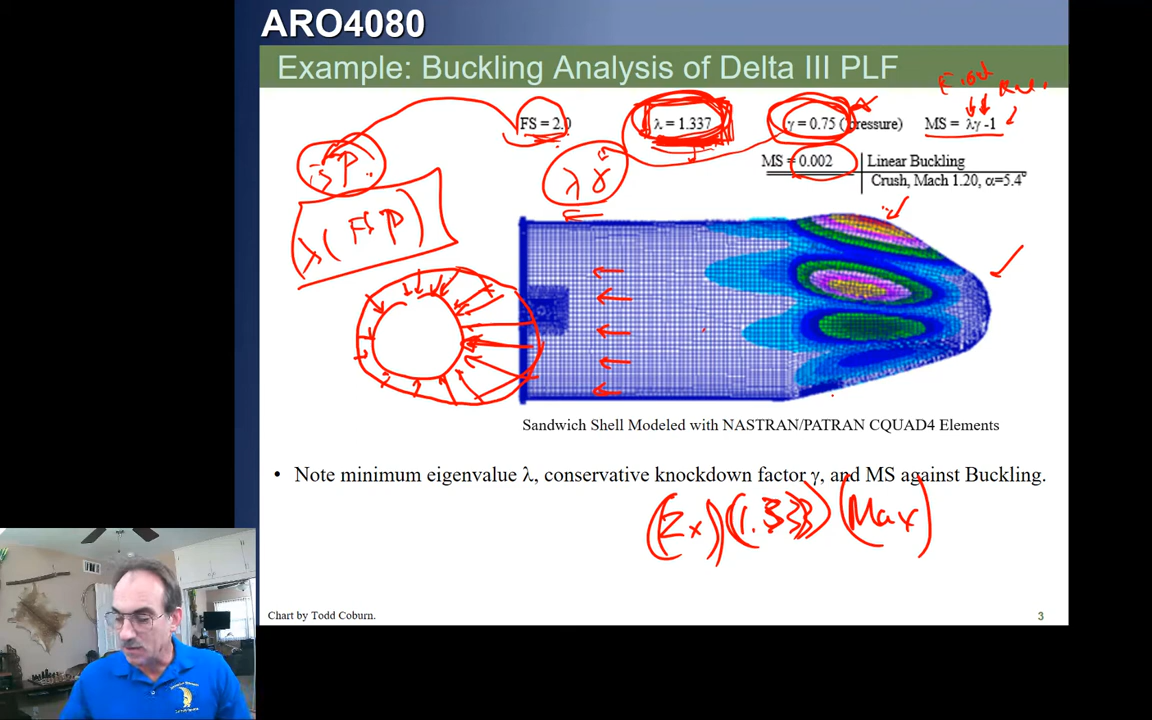 ARO4080
Example: Buckling Analysis of Delta III PLF
FS = 2.0 λ = 1.337 γ = 0.75 (pressure) MS = λγ -1
MS = 0.002 Linear Buckling
Crush, Mach 1.20, α=5.4°
λγ
λ( FS P)
Sandwich Shell Modeled with NASTRAN/PATRAN CQUAD4 Elements
• Note minimum eigenvalue λ, conservative knockdown factor γ, and MS against Buckling.
(2x) (1.333) (Max)
Chart by Todd Coburn.
3